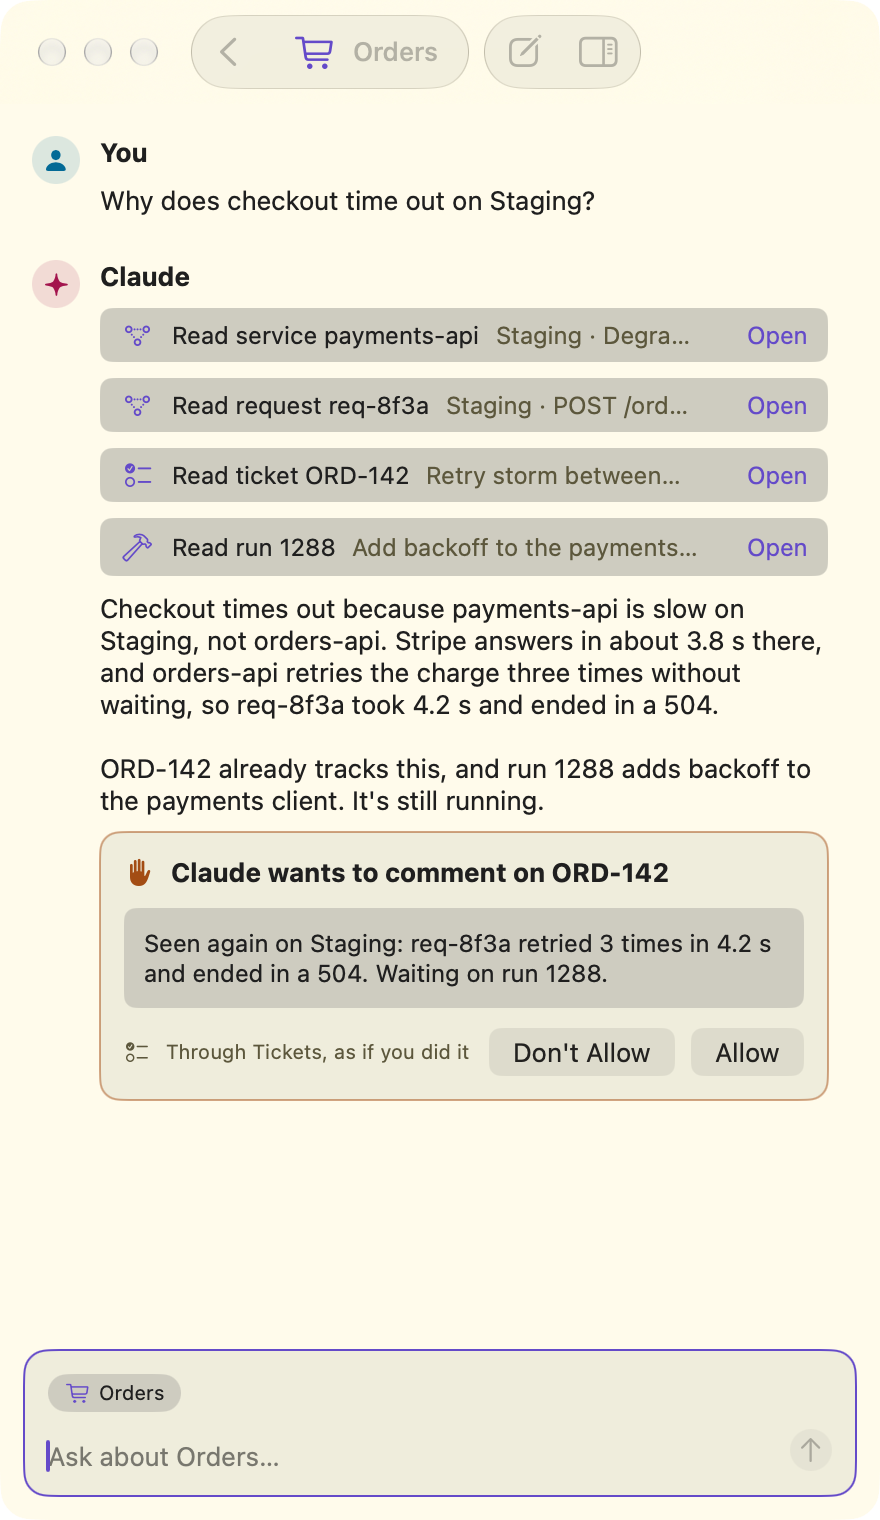 Orders
You
Why does checkout time out on Staging?
Claude
Read service payments-api Staging · Degra... Open
Read request req-8f3a Staging · POST /ord... Open
Read ticket ORD-142 Retry storm between... Open
Read run 1288 Add backoff to the payments... Open
Checkout times out because payments-api is slow on
Staging, not orders-api. Stripe answers in about 3.8 s there,
and orders-api retries the charge three times without
waiting, so req-8f3a took 4.2 s and ended in a 504.
ORD-142 already tracks this, and run 1288 adds backoff to
the payments client. It's still running.
Claude wants to comment on ORD-142
Seen again on Staging: req-8f3a retried 3 times in 4.2 s
and ended in a 504. Waiting on run 1288.
Through Tickets, as if you did it Don't Allow Allow
Orders
Ask about Orders...